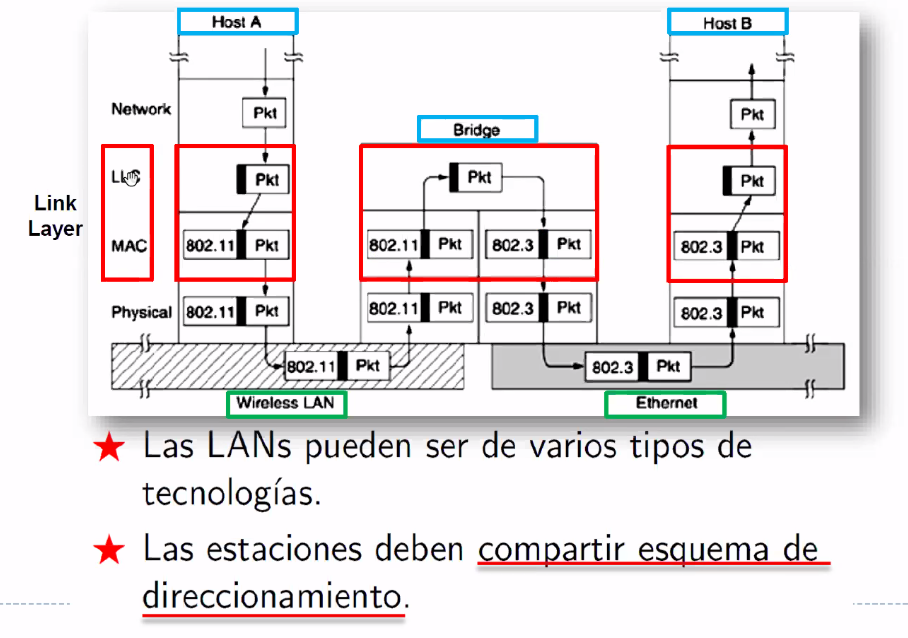 Host A
Host B
Network
Pkt
Pkt
Bridge
Pkt
Pkt
Pkt
Link
Layer
MAC
802.11 Pkt
802.11 Pkt
802.3 Pkt
802.3 Pkt
Physical
802.11 Pkt
802.11 Pkt
802.3 Pkt
802.3 Pkt
802.11 Pkt
802.3 Pkt
Wireless LAN
Ethernet
Las LANs pueden ser de varios tipos de
tecnologías.
Las estaciones deben compartir esquema de
direccionamiento.